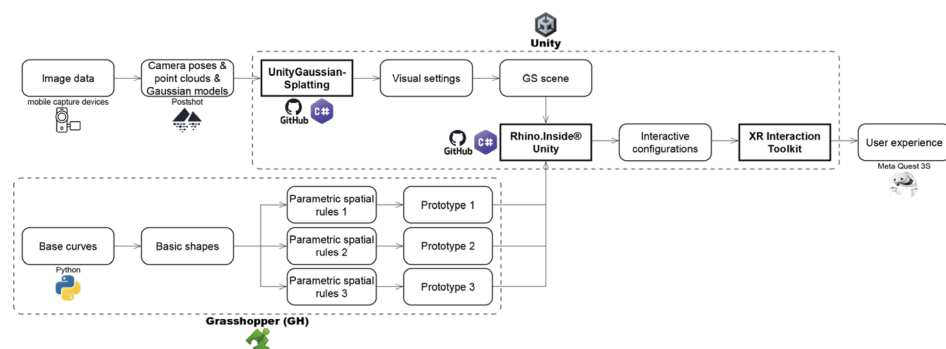 Unity
Image data
mobile capture devices
Camera poses &
point clouds &
Gaussian models
Postshot
UnityGaussian-
Splatting
GitHub
C#
Visual settings
GS scene
GitHub
C#
Rhino.Inside®
Unity
Interactive
configurations
XR Interaction
Toolkit
User experience
Meta Quest 3S
Base curves
Python
Basic shapes
Parametric spatial
rules 1
Prototype 1
Parametric spatial
rules 2
Prototype 2
Parametric spatial
rules 3
Prototype 3
Grasshopper (GH)